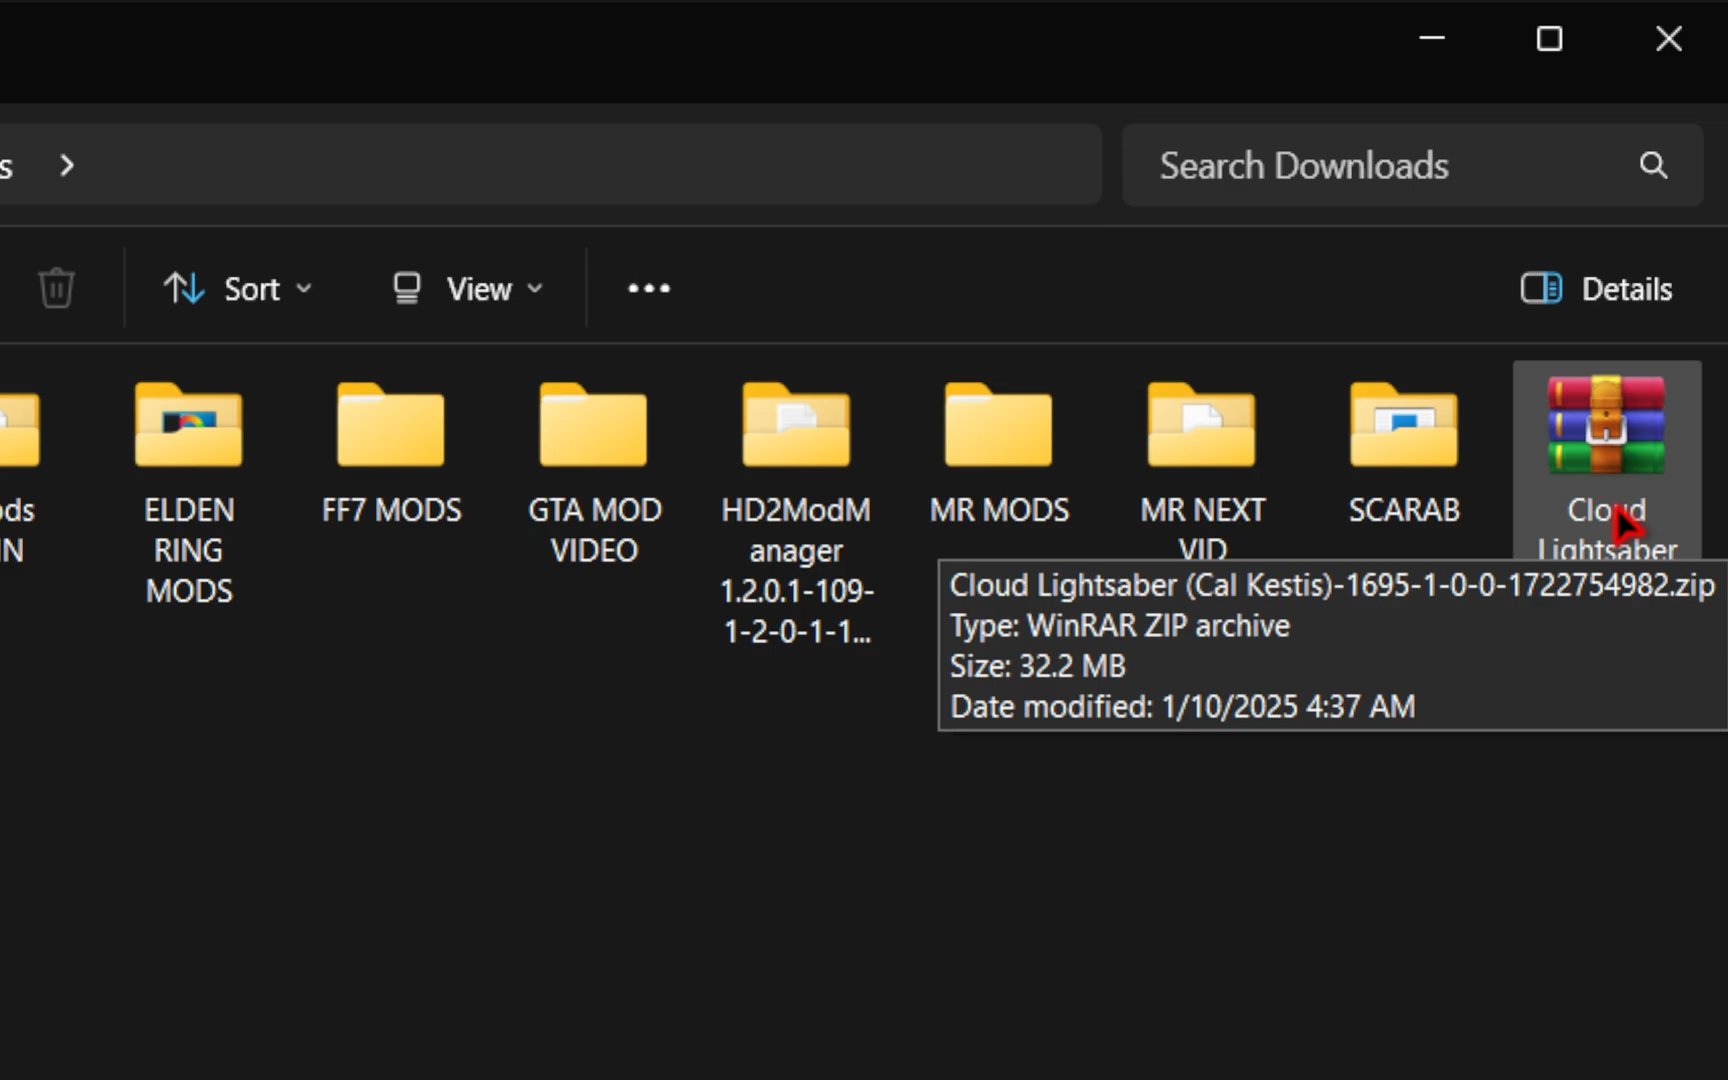 s
Search Downloads
Sort
View
Details
ds
N
ELDEN
RING
MODS
FF7 MODS
GTA MOD
VIDEO
HD2ModM
anager
1.2.0.1-109-
1-2-0-1-1...
MR MODS
MR NEXT
VID
SCARAB
Cloud
Lightsaber
Cloud Lightsaber (Cal Kestis)-1695-1-0-0-1722754982.zip
Type: WinRAR ZIP archive
Size: 32.2 MB
Date modified: 1/10/2025 4:37 AM